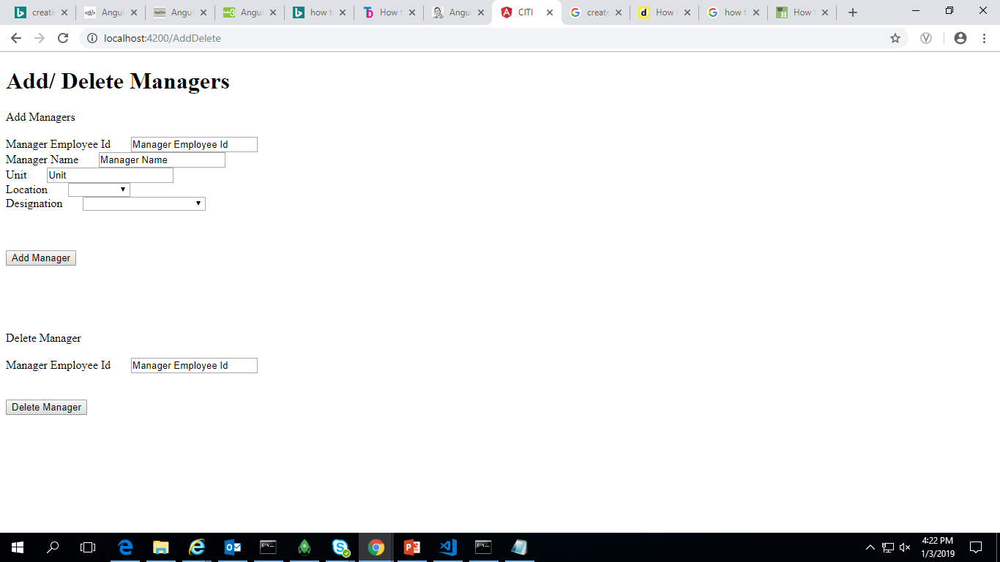 creati
Angul
Angul
Angul
how t
How t
Angul
CITI
create
How t
how t
How t
localhost:4200/AddDelete
Add/ Delete Managers
Add Managers
Manager Employee Id Manager Employee Id
Manager Name Manager Name
Unit Unit
Location
Designation
Add Manager
Delete Manager
Manager Employee Id Manager Employee Id
Delete Manager
4:22 PM
1/3/2019